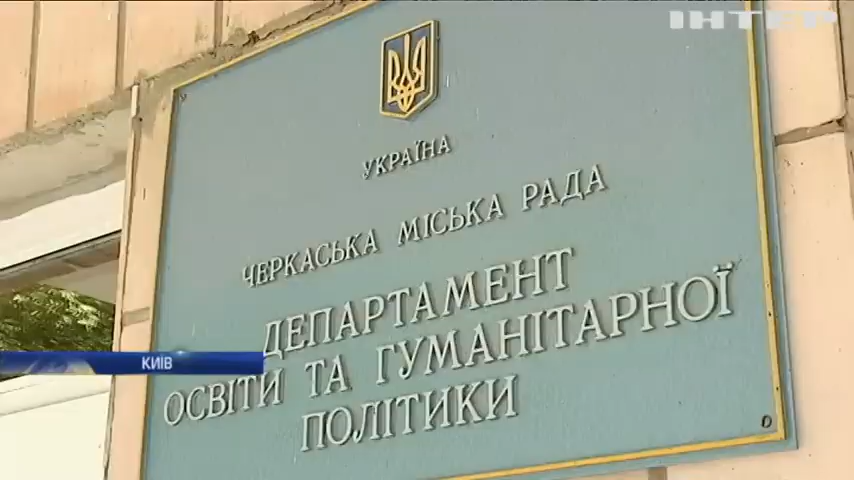 ІНТЕР
УКРАЇНА
ЧЕРКАСЬКА МІСЬКА РАДА
ДЕПАРТАМЕНТ
ОСВІТИ ТА ГУМАНІТАРНОЇ
ПОЛІТИКИ
КИЇВ